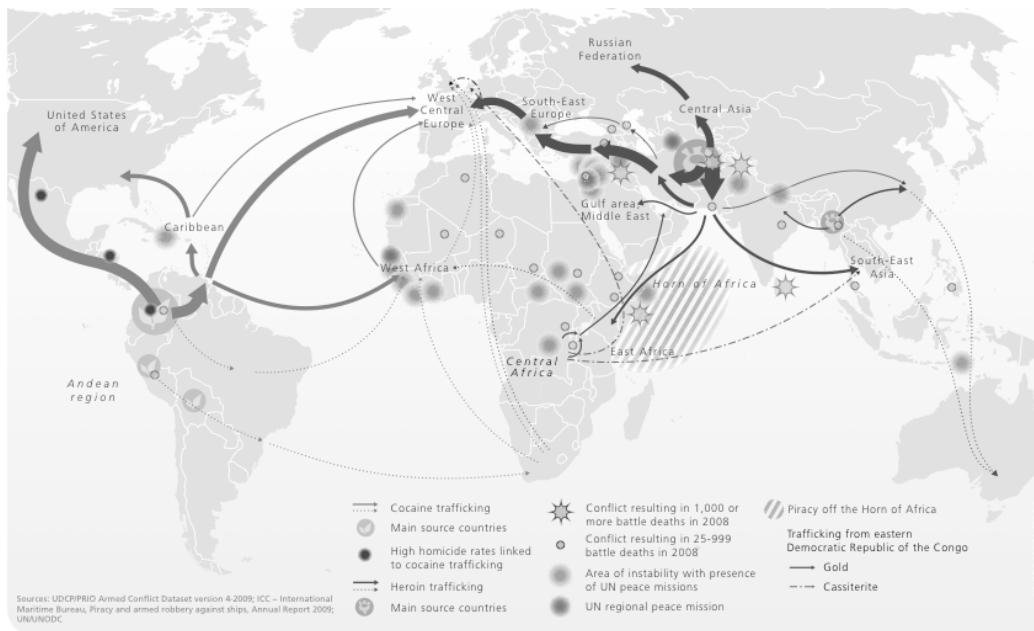 Russian
Federation
United States
of America
West
Central
Europe
South-East
Europe
Central Asia
Gulf area,
Middle East
Caribbean
West Africa
Horn of Africa
South-East
Asia
East Africa
Central
Africa
Andean
region
Cocaine trafficking
Main source countries
High homicide rates linked
to cocaine trafficking
Heroin trafficking
Main source countries
Conflict resulting in 1,000 or
more battle deaths in 2008
Conflict resulting in 25-999
battle deaths in 2008
Area of instability with presence
of UN peace missions
UN regional peace mission
Piracy off the Horn of Africa
Trafficking from eastern
Democratic Republic of the Congo
Gold
Cassiterite
Sources: UDCP/PRIO Armed Conflict Dataset version 4-2009; ICC – International
Maritime Bureau, Piracy and armed robbery against ships, Annual Report 2009;
UN/UNODC